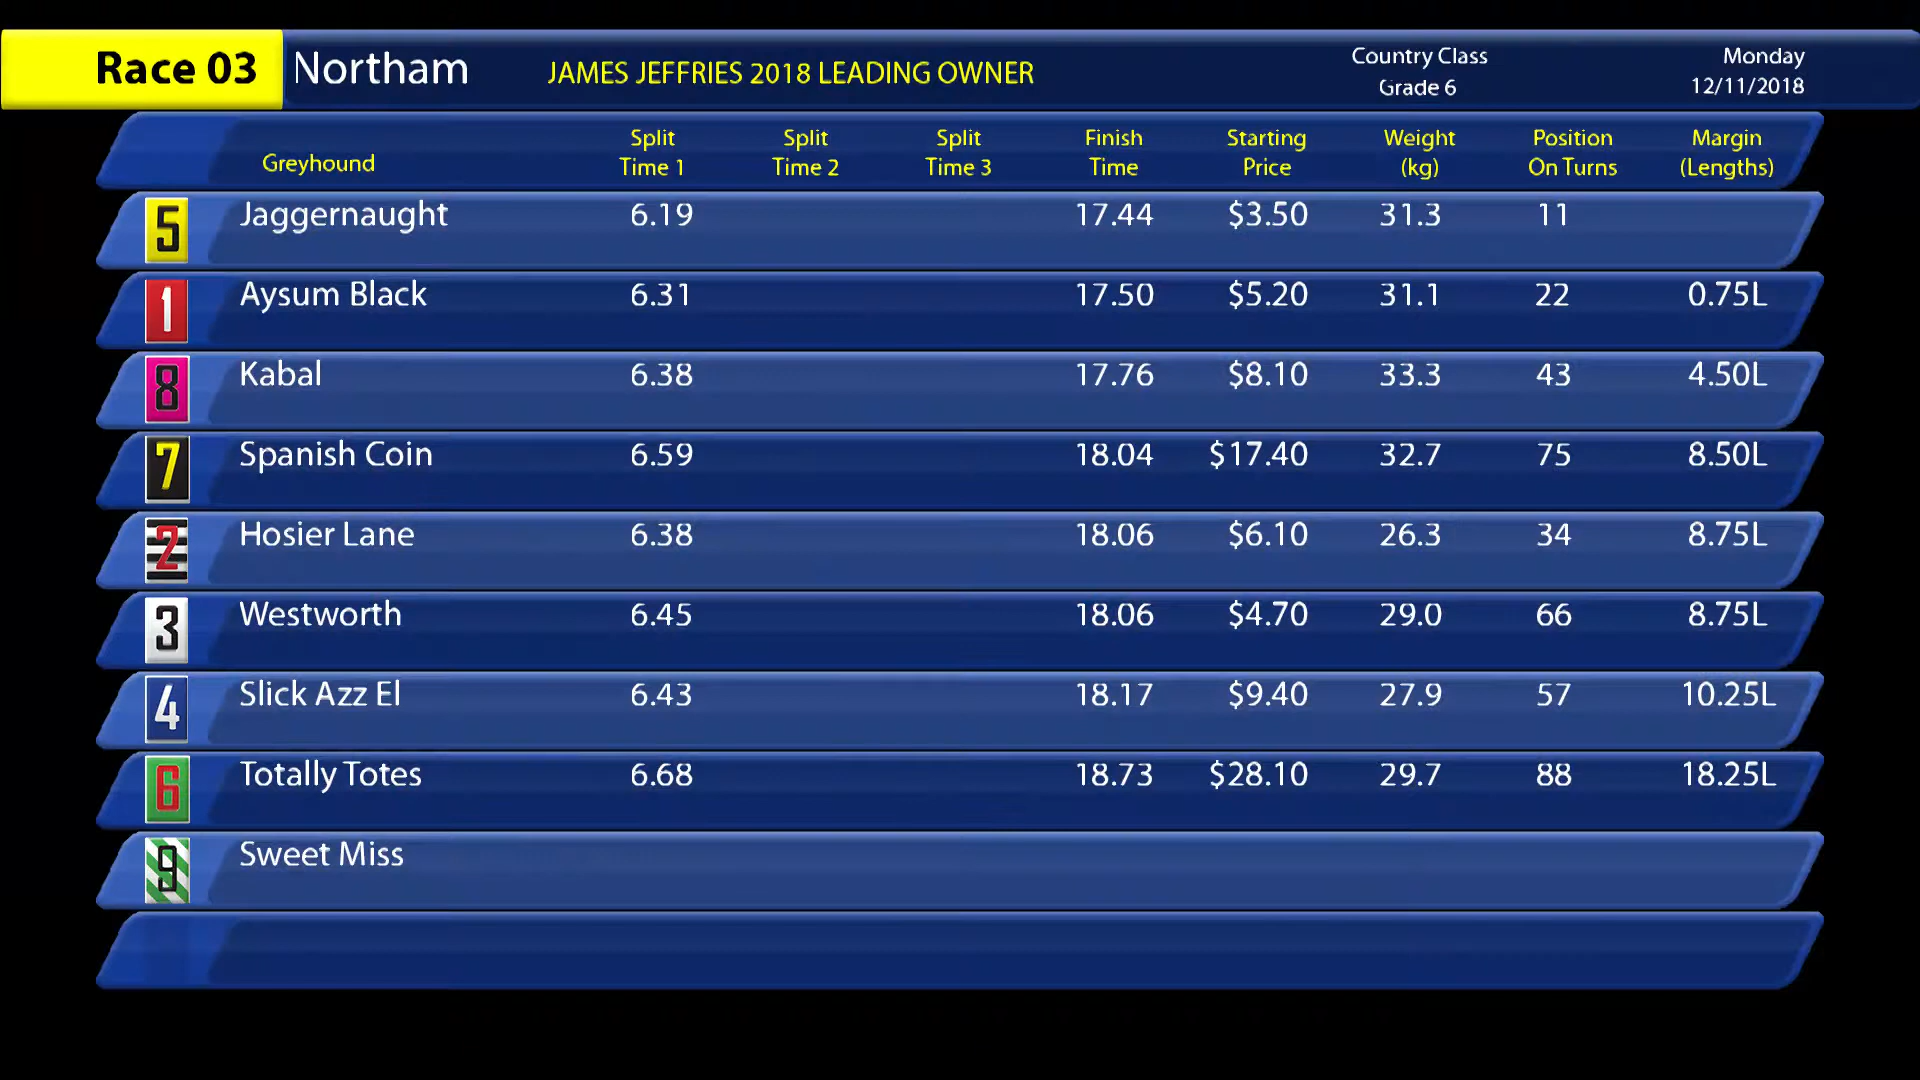 Race 03 Northam JAMES JEFFRIES 2018 LEADING OWNER Country Class Grade 6 Monday 12/11/2018
Greyhound Split Time 1 Split Time 2 Split Time 3 Finish Time Starting Price Weight (kg) Position On Turns Margin (Lengths)
5 Jaggernaught 6.19 17.44 $3.50 31.3 11
1 Aysum Black 6.31 17.50 $5.20 31.1 22 0.75L
8 Kabal 6.38 17.76 $8.10 33.3 43 4.50L
7 Spanish Coin 6.59 18.04 $17.40 32.7 75 8.50L
2 Hosier Lane 6.38 18.06 $6.10 26.3 34 8.75L
3 Westworth 6.45 18.06 $4.70 29.0 66 8.75L
4 Slick Azz El 6.43 18.17 $9.40 27.9 57 10.25L
6 Totally Totes 6.68 18.73 $28.10 29.7 88 18.25L
9 Sweet Miss